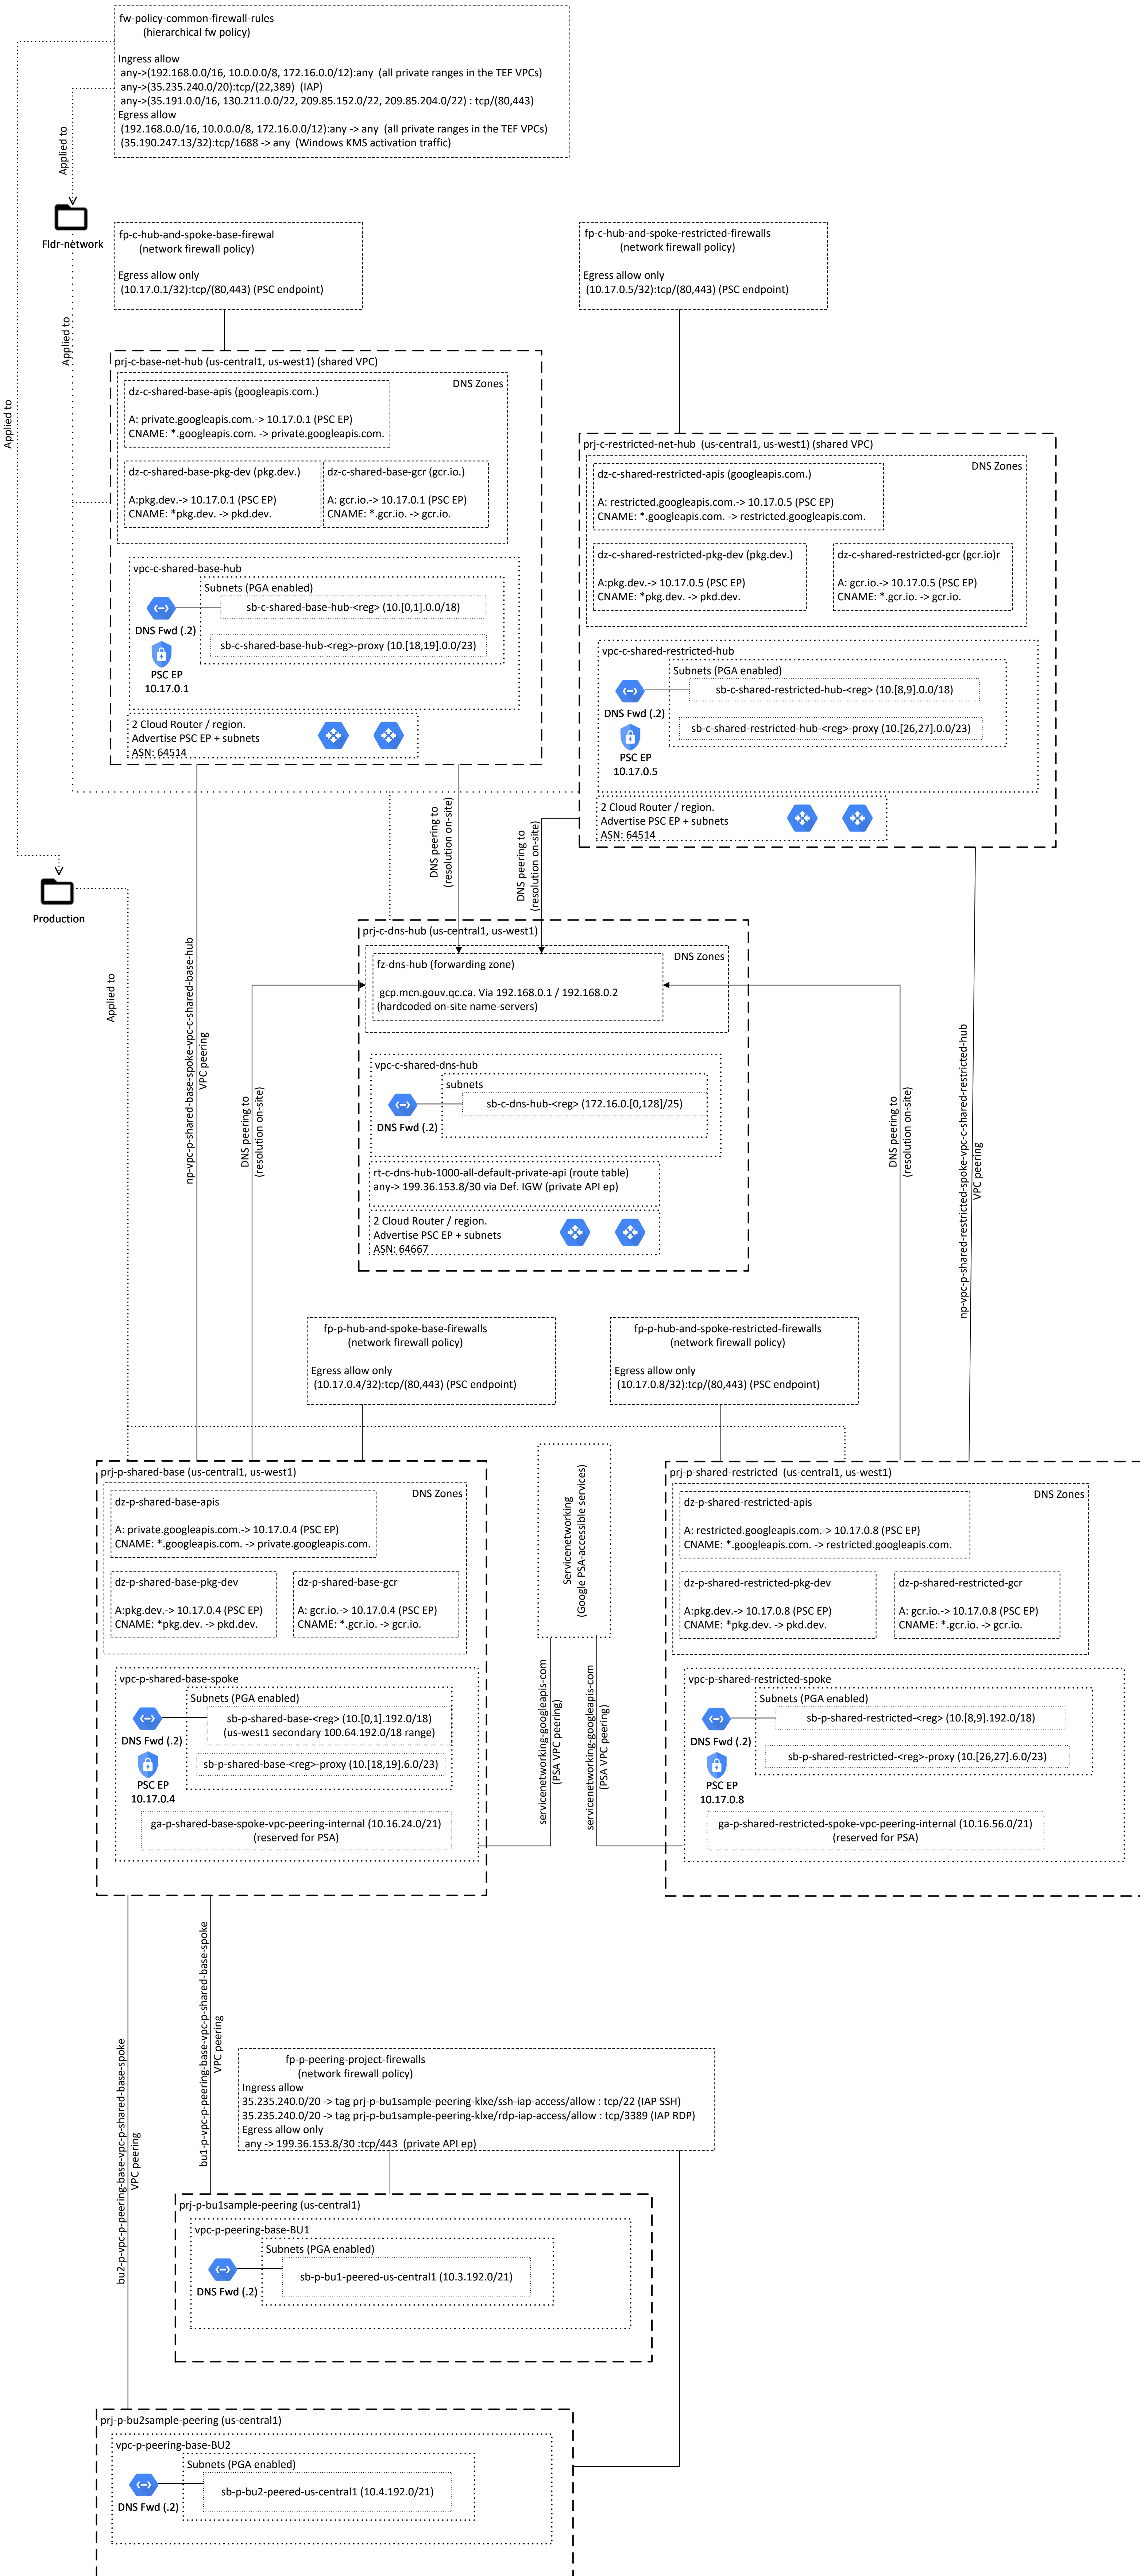 fw-policy-common-firewall-rules
(hierarchical fw policy)
Ingress allow
any->(192.168.0.0/16, 10.0.0.0/8, 172.16.0.0/12):any  (all private ranges in the TEF VPCs)
any->(35.235.240.0/20):tcp/(22,389)  (IAP)
any->(35.191.0.0/16, 130.211.0.0/22, 209.85.152.0/22, 209.85.204.0/22) : tcp/(80,443)
Egress allow
(192.168.0.0/16, 10.0.0.0/8, 172.16.0.0/12):any -> any  (all private ranges in the TEF VPCs)
(35.190.247.13/32):tcp/1688 -> any  (Windows KMS activation traffic)
Applied to
Fldr-network
Applied to
Applied to
fp-c-hub-and-spoke-base-firewal
(network firewall policy)
Egress allow only
(10.17.0.1/32):tcp/(80,443) (PSC endpoint)
fp-c-hub-and-spoke-restricted-firewalls
(network firewall policy)
Egress allow only
(10.17.0.5/32):tcp/(80,443) (PSC endpoint)
prj-c-base-net-hub (us-central1, us-west1) (shared VPC)
DNS Zones
dz-c-shared-base-apis (googleapis.com.)
A: private.googleapis.com.-> 10.17.0.1 (PSC EP)
CNAME: *.googleapis.com. -> private.googleapis.com.
dz-c-shared-base-pkg-dev (pkg.dev.)
A:pkg.dev.-> 10.17.0.1 (PSC EP)
CNAME: *pkg.dev. -> pkd.dev.
dz-c-shared-base-gcr (gcr.io.)
A: gcr.io.-> 10.17.0.1 (PSC EP)
CNAME: *.gcr.io. -> gcr.io.
vpc-c-shared-base-hub
Subnets (PGA enabled)
sb-c-shared-base-hub-<reg> (10.[0,1].0.0/18)
DNS Fwd (.2)
sb-c-shared-base-hub-<reg>-proxy (10.[18,19].0.0/23)
PSC EP
10.17.0.1
2 Cloud Router / region.
Advertise PSC EP + subnets
ASN: 64514
prj-c-restricted-net-hub  (us-central1, us-west1) (shared VPC)
DNS Zones
dz-c-shared-restricted-apis (googleapis.com.)
A: restricted.googleapis.com.-> 10.17.0.5 (PSC EP)
CNAME: *.googleapis.com. -> restricted.googleapis.com.
dz-c-shared-restricted-pkg-dev (pkg.dev.)
A:pkg.dev.-> 10.17.0.5 (PSC EP)
CNAME: *pkg.dev. -> pkd.dev.
dz-c-shared-restricted-gcr (gcr.io)r
A: gcr.io.-> 10.17.0.5 (PSC EP)
CNAME: *.gcr.io. -> gcr.io.
vpc-c-shared-restricted-hub
Subnets (PGA enabled)
sb-c-shared-restricted-hub-<reg> (10.[8,9].0.0/18)
DNS Fwd (.2)
sb-c-shared-restricted-hub-<reg>-proxy (10.[26,27].0.0/23)
PSC EP
10.17.0.5
2 Cloud Router / region.
Advertise PSC EP + subnets
ASN: 64514
DNS peering to
(resolution on-site)
DNS peering to
(resolution on-site)
Production
Applied to
np-vpc-p-shared-base-spoke-vpc-c-shared-base-hub
VPC peering
DNS peering to
(resolution on-site)
prj-c-dns-hub (us-central1, us-west1)
DNS Zones
fz-dns-hub (forwarding zone)
gcp.mcn.gouv.qc.ca. Via 192.168.0.1 / 192.168.0.2
(hardcoded on-site name-servers)
vpc-c-shared-dns-hub
subnets
sb-c-dns-hub-<reg> (172.16.0.[0,128]/25)
DNS Fwd (.2)
rt-c-dns-hub-1000-all-default-private-api (route table)
any-> 199.36.153.8/30 via Def. IGW (private API ep)
2 Cloud Router / region.
Advertise PSC EP + subnets
ASN: 64667
DNS peering to
(resolution on-site)
np-vpc-p-shared-restricted-spoke-vpc-c-shared-restricted-hub
VPC peering
fp-p-hub-and-spoke-base-firewalls
(network firewall policy)
Egress allow only
(10.17.0.4/32):tcp/(80,443) (PSC endpoint)
fp-p-hub-and-spoke-restricted-firewalls
(network firewall policy)
Egress allow only
(10.17.0.8/32):tcp/(80,443) (PSC endpoint)
prj-p-shared-base (us-central1, us-west1)
DNS Zones
dz-p-shared-base-apis
A: private.googleapis.com.-> 10.17.0.4 (PSC EP)
CNAME: *.googleapis.com. -> private.googleapis.com.
dz-p-shared-base-pkg-dev
A:pkg.dev.-> 10.17.0.4 (PSC EP)
CNAME: *pkg.dev. -> pkd.dev.
dz-p-shared-base-gcr
A: gcr.io.-> 10.17.0.4 (PSC EP)
CNAME: *.gcr.io. -> gcr.io.
vpc-p-shared-base-spoke
Subnets (PGA enabled)
sb-p-shared-base-<reg> (10.[0,1].192.0/18)
(us-west1 secondary 100.64.192.0/18 range)
DNS Fwd (.2)
sb-p-shared-base-<reg>-proxy (10.[18,19].6.0/23)
PSC EP
10.17.0.4
ga-p-shared-base-spoke-vpc-peering-internal (10.16.24.0/21)
(reserved for PSA)
Servicenetworking
(Google PSA-accessible services)
servicenetworking-googleapis-com
(PSA VPC peering)
servicenetworking-googleapis-com
(PSA VPC peering)
prj-p-shared-restricted  (us-central1, us-west1)
DNS Zones
dz-p-shared-restricted-apis
A: restricted.googleapis.com.-> 10.17.0.8 (PSC EP)
CNAME: *.googleapis.com. -> restricted.googleapis.com.
dz-p-shared-restricted-pkg-dev
A:pkg.dev.-> 10.17.0.8 (PSC EP)
CNAME: *pkg.dev. -> pkd.dev.
dz-p-shared-restricted-gcr
A: gcr.io.-> 10.17.0.8 (PSC EP)
CNAME: *.gcr.io. -> gcr.io.
vpc-p-shared-restricted-spoke
Subnets (PGA enabled)
sb-p-shared-restricted-<reg> (10.[8,9].192.0/18)
DNS Fwd (.2)
sb-p-shared-restricted-<reg>-proxy (10.[26,27].6.0/23)
PSC EP
10.17.0.8
ga-p-shared-restricted-spoke-vpc-peering-internal (10.16.56.0/21)
(reserved for PSA)
bu2-p-vpc-p-peering-base-vpc-p-shared-base-spoke
VPC peering
bu1-p-vpc-p-peering-base-vpc-p-shared-base-spoke
VPC peering
fp-p-peering-project-firewalls
(network firewall policy)
Ingress allow
35.235.240.0/20 -> tag prj-p-bu1sample-peering-klxe/ssh-iap-access/allow : tcp/22 (IAP SSH)
35.235.240.0/20 -> tag prj-p-bu1sample-peering-klxe/rdp-iap-access/allow : tcp/3389 (IAP RDP)
Egress allow only
any -> 199.36.153.8/30 :tcp/443  (private API ep)
prj-p-bu1sample-peering (us-central1)
vpc-p-peering-base-BU1
Subnets (PGA enabled)
sb-p-bu1-peered-us-central1 (10.3.192.0/21)
DNS Fwd (.2)
prj-p-bu2sample-peering (us-central1)
vpc-p-peering-base-BU2
Subnets (PGA enabled)
sb-p-bu2-peered-us-central1 (10.4.192.0/21)
DNS Fwd (.2)